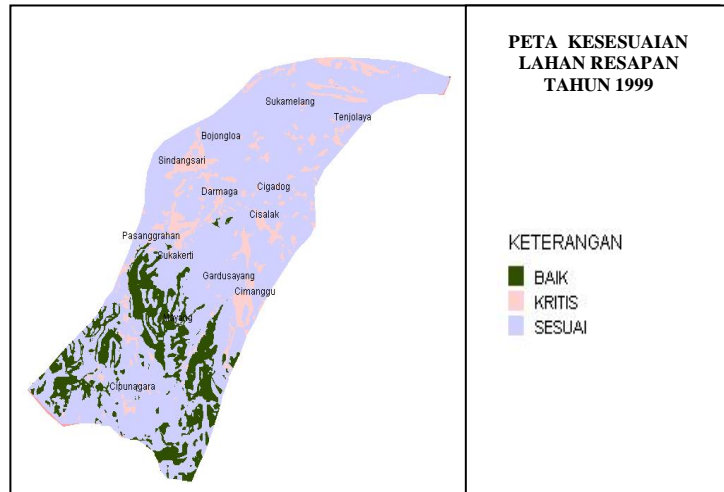 PETA KESESUAIAN
LAHAN RESAPAN
TAHUN 1999
Sukamelang
Tenjolaya
Bojongloa
Sindangsari
Darmaga
Cigadog
Cisalak
Pasanggrahan
Sukakerti
Gardusayang
Cimanggu
Mayang
Cipunagara
KETERANGAN
BAIK
KRITIS
SESUAI